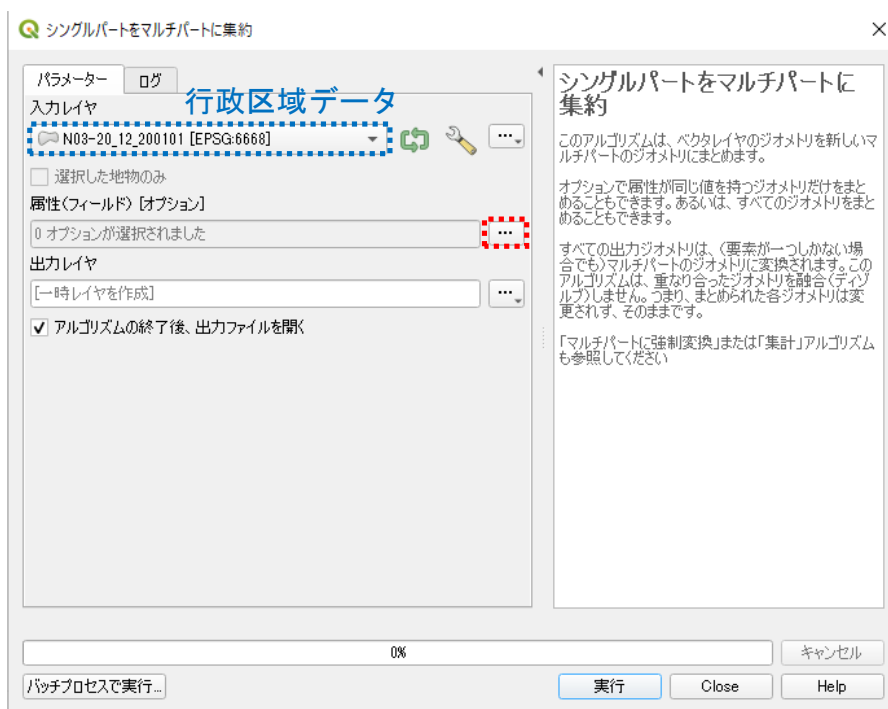 シングルパートをマルチパートに集約
パラメーター ログ
入力レイヤ
行政区域データ
N03-20_12_200101 [EPSG:6668]
選択した地物のみ
属性(フィールド) [オプション]
0 オプションが選択されました
...
出力レイヤ
[一時レイヤを作成]
...
アルゴリズムの終了後、出力ファイルを開く
シングルパートをマルチパートに
集約
このアルゴリズムは、ベクタレイヤのジオメトリを新しいマ
ルチパートのジオメトリにまとめます。
オプションで属性が同じ値を持つジオメトリだけをまと
めることもできます。あるいは、すべてのジオメトリをまと
めることもできます。
すべての出力ジオメトリは、(要素が一つしかない場
合でも)マルチパートのジオメトリに変換されます。この
アルゴリズムは、重なり合ったジオメトリを融合(ディゾ
ルブ)しません。つまり、まとめられた各ジオメトリは変
更されず、そのままです。
「マルチパートに強制変換」または「集計」アルゴリズム
も参照してください
0%
キャンセル
バッチプロセスで実行...
実行 Close Help